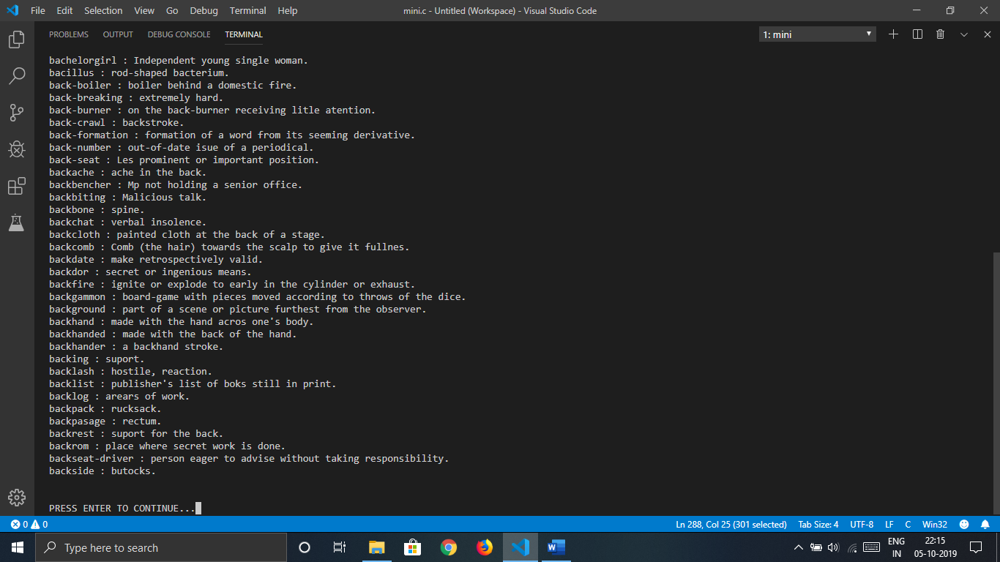 File Edit Selection View Go Debug Terminal Help mini.c - Untitled (Workspace) - Visual Studio Code
PROBLEMS OUTPUT DEBUG CONSOLE TERMINAL 1: mini
bachelorgirl : Independent young single woman.
bacillus : rod-shaped bacterium.
back-boiler : boiler behind a domestic fire.
back-breaking : extremely hard.
back-burner : on the back-burner receiving litle atention.
back-crawl : backstroke.
back-formation : formation of a word from its seeming derivative.
back-number : out-of-date isue of a periodical.
back-seat : Les prominent or important position.
backache : ache in the back.
backbencher : Mp not holding a senior office.
backbiting : Malicious talk.
backbone : spine.
backchat : verbal insolence.
backcloth : painted cloth at the back of a stage.
backcomb : Comb (the hair) towards the scalp to give it fullnes.
backdate : make retrospectively valid.
backdor : secret or ingenious means.
backfire : ignite or explode to early in the cylinder or exhaust.
backgammon : board-game with pieces moved according to throws of the dice.
background : part of a scene or picture furthest from the observer.
backhand : made with the hand acros one's body.
backhanded : made with the back of the hand.
backhander : a backhand stroke.
backing : suport.
backlash : hostile, reaction.
backlist : publisher's list of boks still in print.
backlog : arears of work.
backpack : rucksack.
backpasage : rectum.
backrest : suport for the back.
backrom : place where secret work is done.
backseat-driver : person eager to advise without taking responsibility.
backside : butocks.
PRESS ENTER TO CONTINUE...
0 0 Ln 288, Col 25 (301 selected) Tab Size: 4 UTF-8 LF C Win32
Type here to search ENG 22:15
IN 05-10-2019